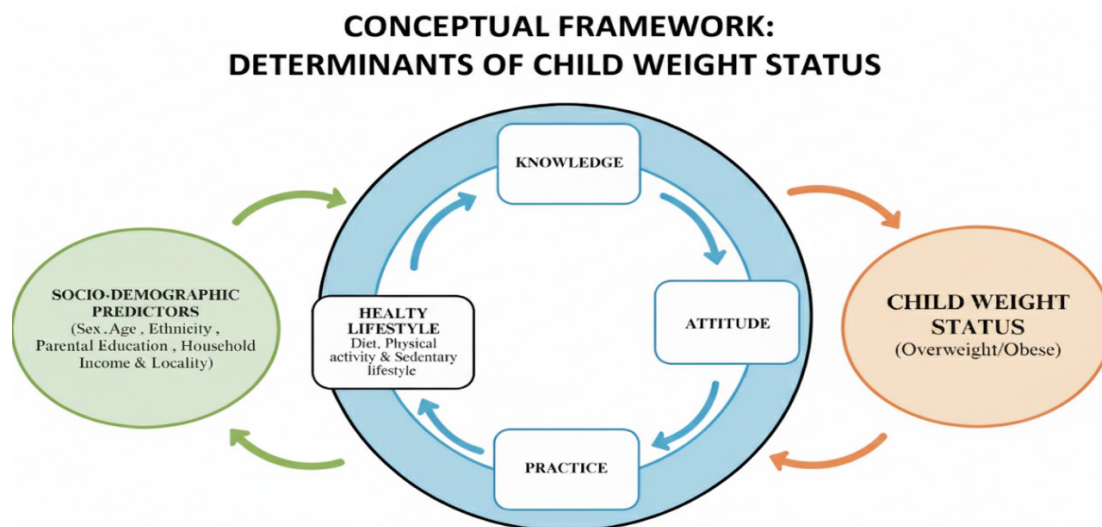 CONCEPTUAL FRAMEWORK:
DETERMINANTS OF CHILD WEIGHT STATUS
KNOWLEDGE
SOCIO-DEMOGRAPHIC
PREDICTORS
(Sex .Age . Ethnicity ,
Parental Education , Household
Income & Locality)
HEALTY
LIFESTYLE
Diet, Physical
activity & Sedentary
lifestyle
ATTITUDE
CHILD WEIGHT
STATUS
(Overweight/Obese)
PRACTICE